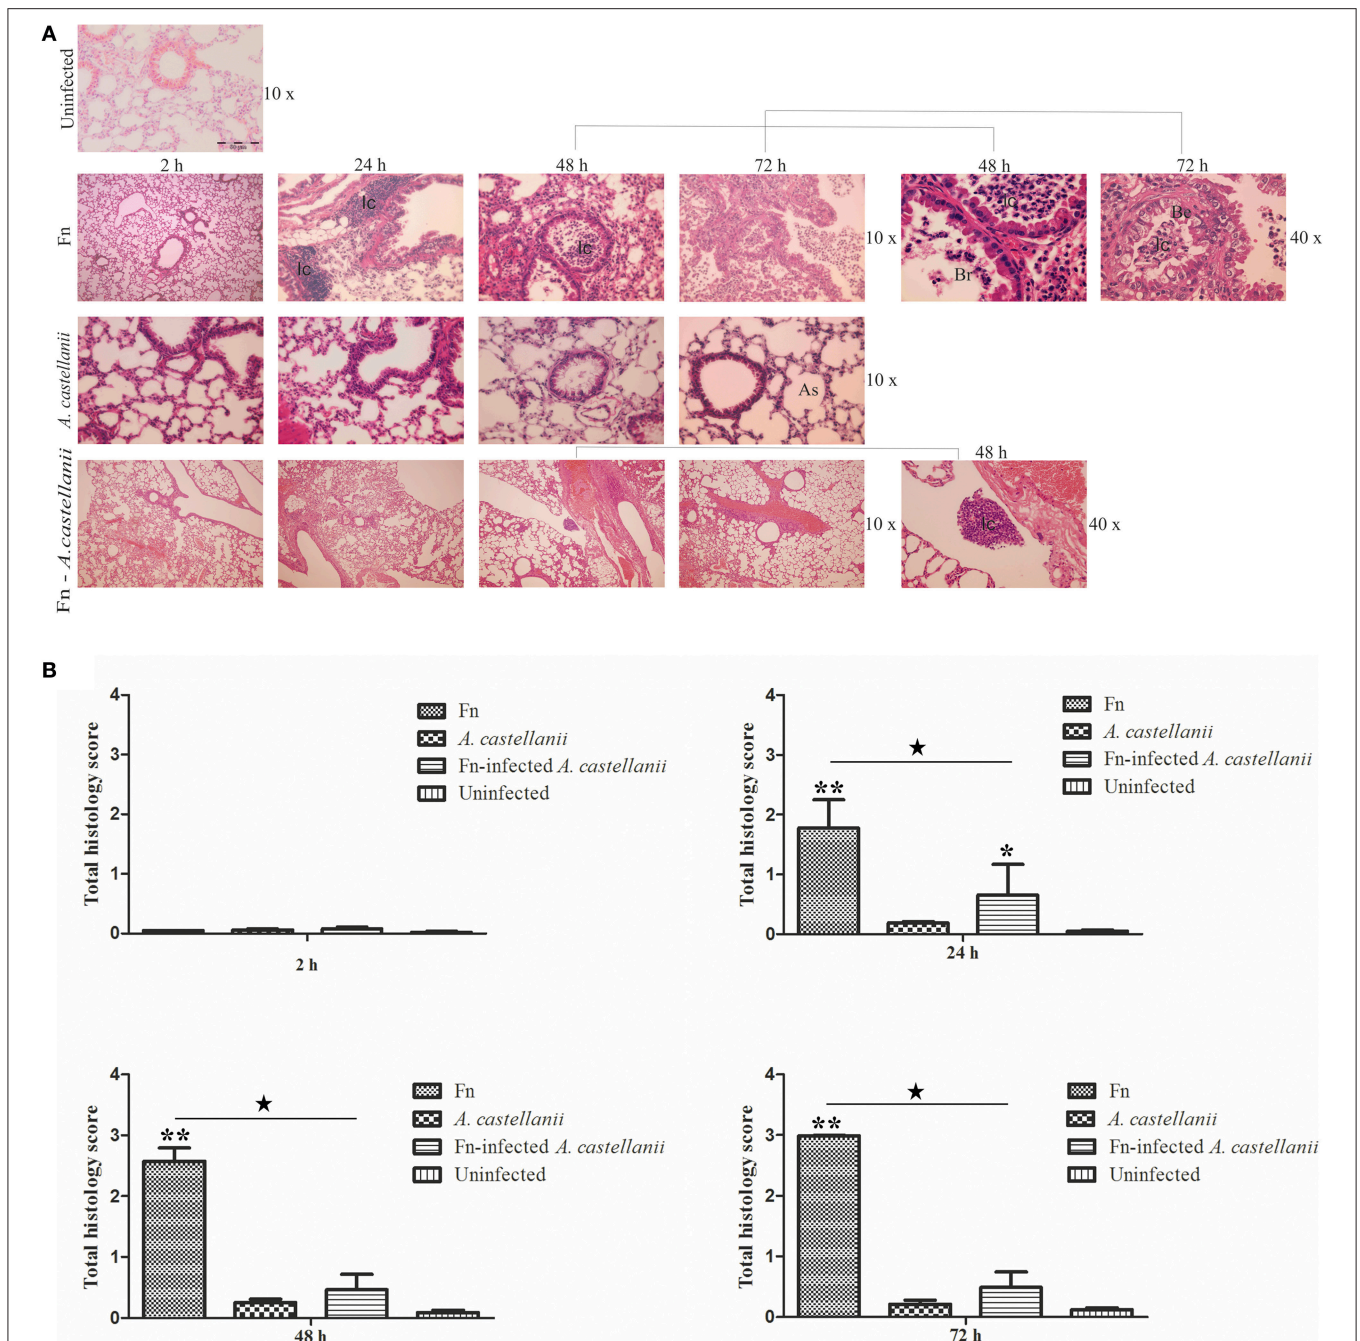 A
Uninfected
10 x
2 h 24 h 48 h 72 h 48 h 72 h
Fn
Ic
Ic
Ic
10 x
Ic
Br
Be
Ic
40 x
A. castellanii
As
10 x
Fn - A.castellanii
48 h
10 x
Ic
40 x
B
Total histology score
4
3
2
1
0
Fn
A. castellanii
Fn-infected A. castellanii
Uninfected
2 h
Total histology score
4
3
2
1
0
★
**
*
Fn
A. castellanii
Fn-infected A. castellanii
Uninfected
24 h
Total histology score
4
3
2
1
0
★
**
Fn
A. castellanii
Fn-infected A. castellanii
Uninfected
48 h
Total histology score
4
3
2
1
0
★
**
Fn
A. castellanii
Fn-infected A. castellanii
Uninfected
72 h